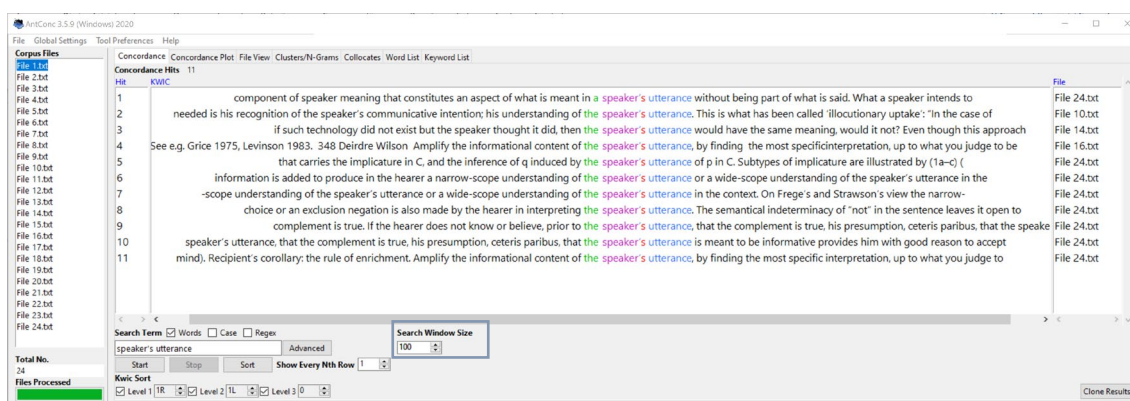 AntConc 3.5.9 (Windows) 2020
File Global Settings Tool Preferences Help
Corpus Files
File 1.txt
File 2.txt
File 3.txt
File 4.txt
File 5.txt
File 6.txt
File 7.txt
File 8.txt
File 9.txt
File 10.txt
File 11.txt
File 12.txt
File 13.txt
File 14.txt
File 15.txt
File 16.txt
File 17.txt
File 18.txt
File 19.txt
File 20.txt
File 21.txt
File 22.txt
File 23.txt
File 24.txt
Total No.
24
Files Processed
Concordance Concordance Plot File View Clusters/N-Grams Collocates Word List Keyword List
Concordance Hits 11
Hit KWIC File
1 component of speaker meaning that constitutes an aspect of what is meant in a speaker's utterance without being part of what is said. What a speaker intends to File 24.txt
2 needed is his recognition of the speaker's communicative intention; his understanding of the speaker's utterance. This is what has been called 'illocutionary uptake': "In the case of File 10.txt
3 if such technology did not exist but the speaker thought it did, then the speaker's utterance would have the same meaning, would it not? Even though this approach File 14.txt
4 See e.g. Grice 1975, Levinson 1983. 348 Deirdre Wilson Amplify the informational content of the speaker's utterance, by finding the most specificinterpretation, up to what you judge to be File 16.txt
5 that carries the implicature in C, and the inference of q induced by the speaker's utterance of p in C. Subtypes of implicature are illustrated by (1a–c) ( File 24.txt
6 information is added to produce in the hearer a narrow-scope understanding of the speaker's utterance or a wide-scope understanding of the speaker's utterance in the File 24.txt
7 -scope understanding of the speaker's utterance or a wide-scope understanding of the speaker's utterance in the context. On Frege's and Strawson's view the narrow- File 24.txt
8 choice or an exclusion negation is also made by the hearer in interpreting the speaker's utterance. The semantical indeterminacy of "not" in the sentence leaves it open to File 24.txt
9 complement is true. If the hearer does not know or believe, prior to the speaker's utterance, that the complement is true, his presumption, ceteris paribus, that the speake File 24.txt
10 speaker's utterance, that the complement is true, his presumption, ceteris paribus, that the speaker's utterance is meant to be informative provides him with good reason to accept File 24.txt
11 mind). Recipient's corollary: the rule of enrichment. Amplify the informational content of the speaker's utterance, by finding the most specific interpretation, up to what you judge to File 24.txt
Search Term Words Case Regex Search Window Size
speaker's utterance Advanced 100
Start Stop Sort Show Every Nth Row 1
Kwic Sort
Level 1 1R Level 2 1L Level 3 0 Clone Results